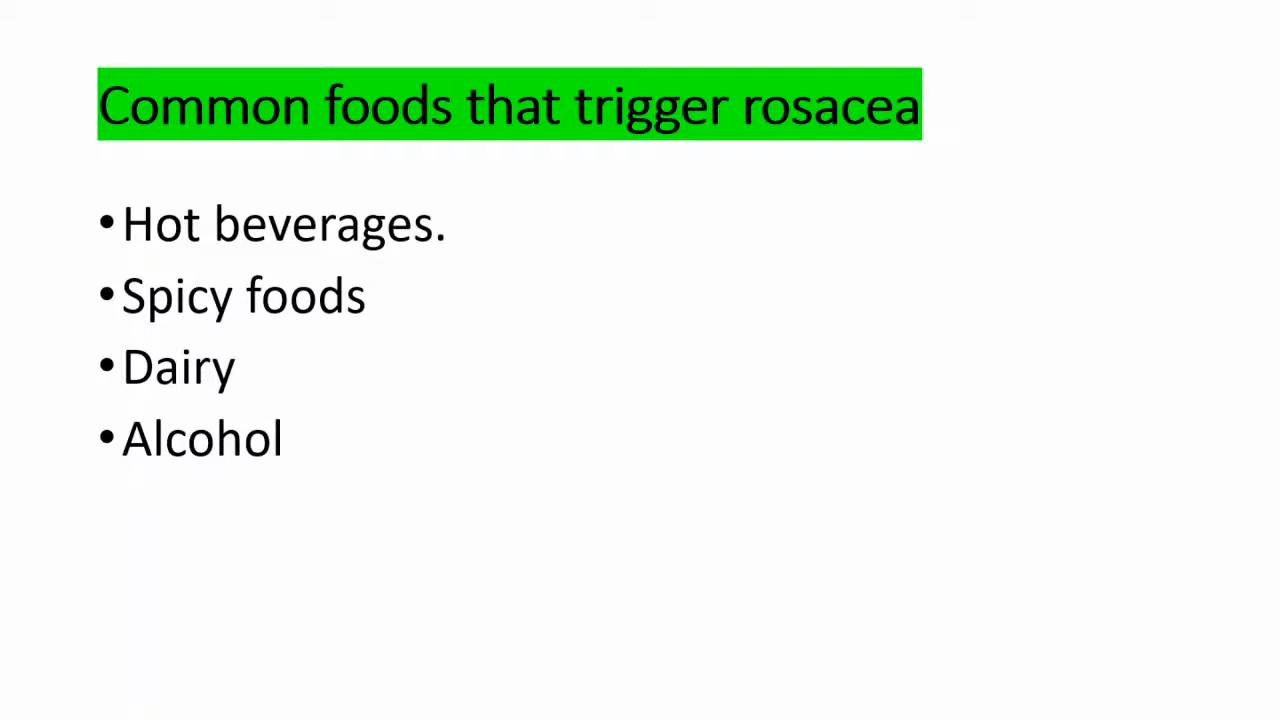 Common foods that trigger rosacea
•Hot beverages.
•Spicy foods
•Dairy
•Alcohol